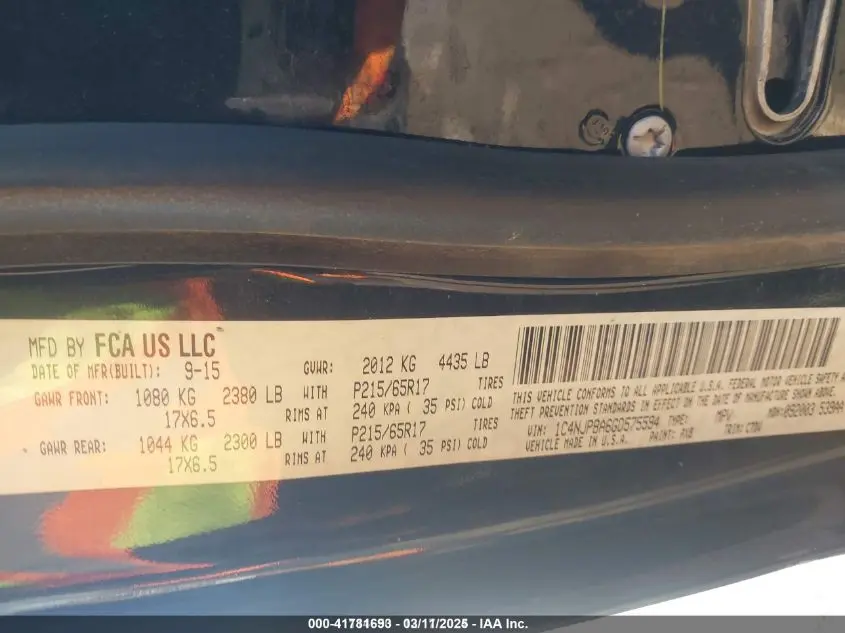 MFD BY FCA US LLC
DATE OF MFR(BUILT): 9-15 GVWR: 2012 KG 4435 LB
GAWR FRONT: 1080 KG 2380 LB WITH P215/65R17 TIRES
17X6.5 RIMS AT 240 KPA ( 35 PSI) COLD
GAWR REAR: 1044 KG 2300 LB WITH P215/65R17 TIRES
17X6.5 RIMS AT 240 KPA ( 35 PSI) COLD
THIS VEHICLE CONFORMS TO ALL APPLICABLE U.S.A. FEDERAL MOTOR VEHICLE SAFETY A
THEFT PREVENTION STANDARDS IN EFFECT ON THE DATE OF MANUFACTURE SHOWN ABOVE.
VIN: 1C4NJPBA6GD575594 TYPE: MPV MDH: 092003
VEHICLE MADE IN U.S.A. PAINT: TRIM:
000-41781693 - 03/11/2025 - IAA Inc.